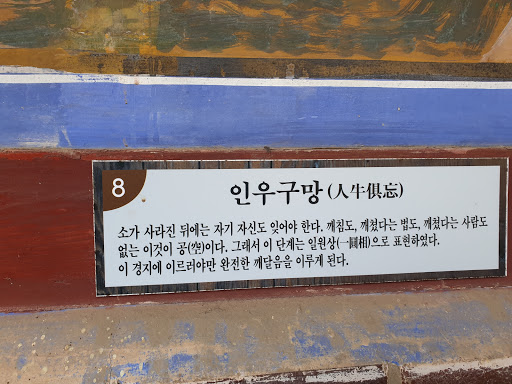 8
인우구망(人牛俱忘)
소가 사라진 뒤에는 자기 자신도 잊어야 한다. 깨침도, 깨쳤다는 법도, 깨쳤다는 사람도
없는 이것이 공(空)이다. 그래서 이 단계는 일원상(一圓相)으로 표현하였다.
이 경지에 이르러야만 완전한 깨달음을 이루게 된다.